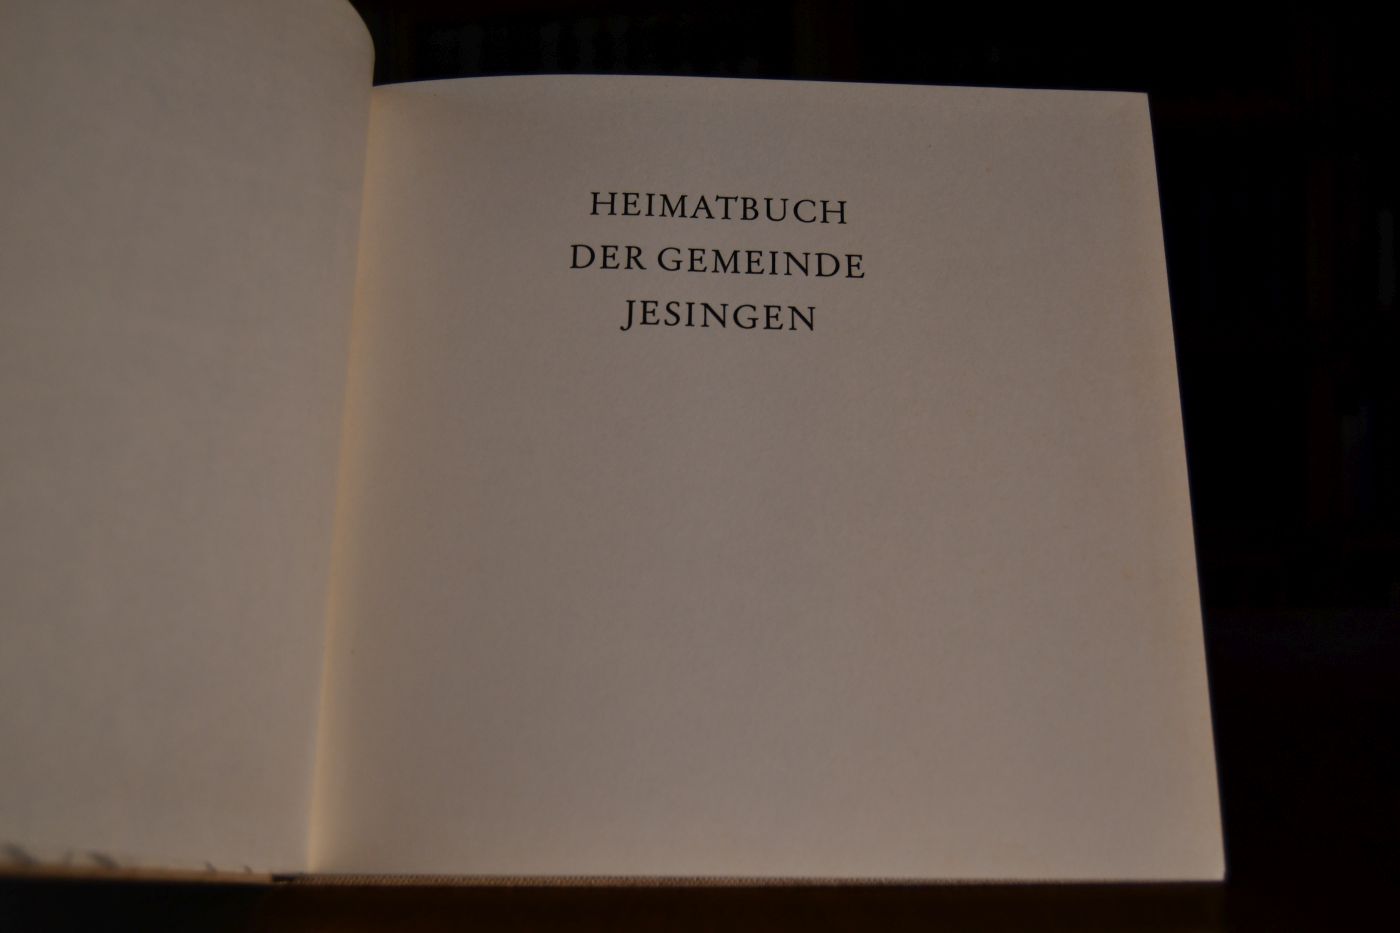 HEIMATBUCH
DER GEMEINDE
JESINGEN